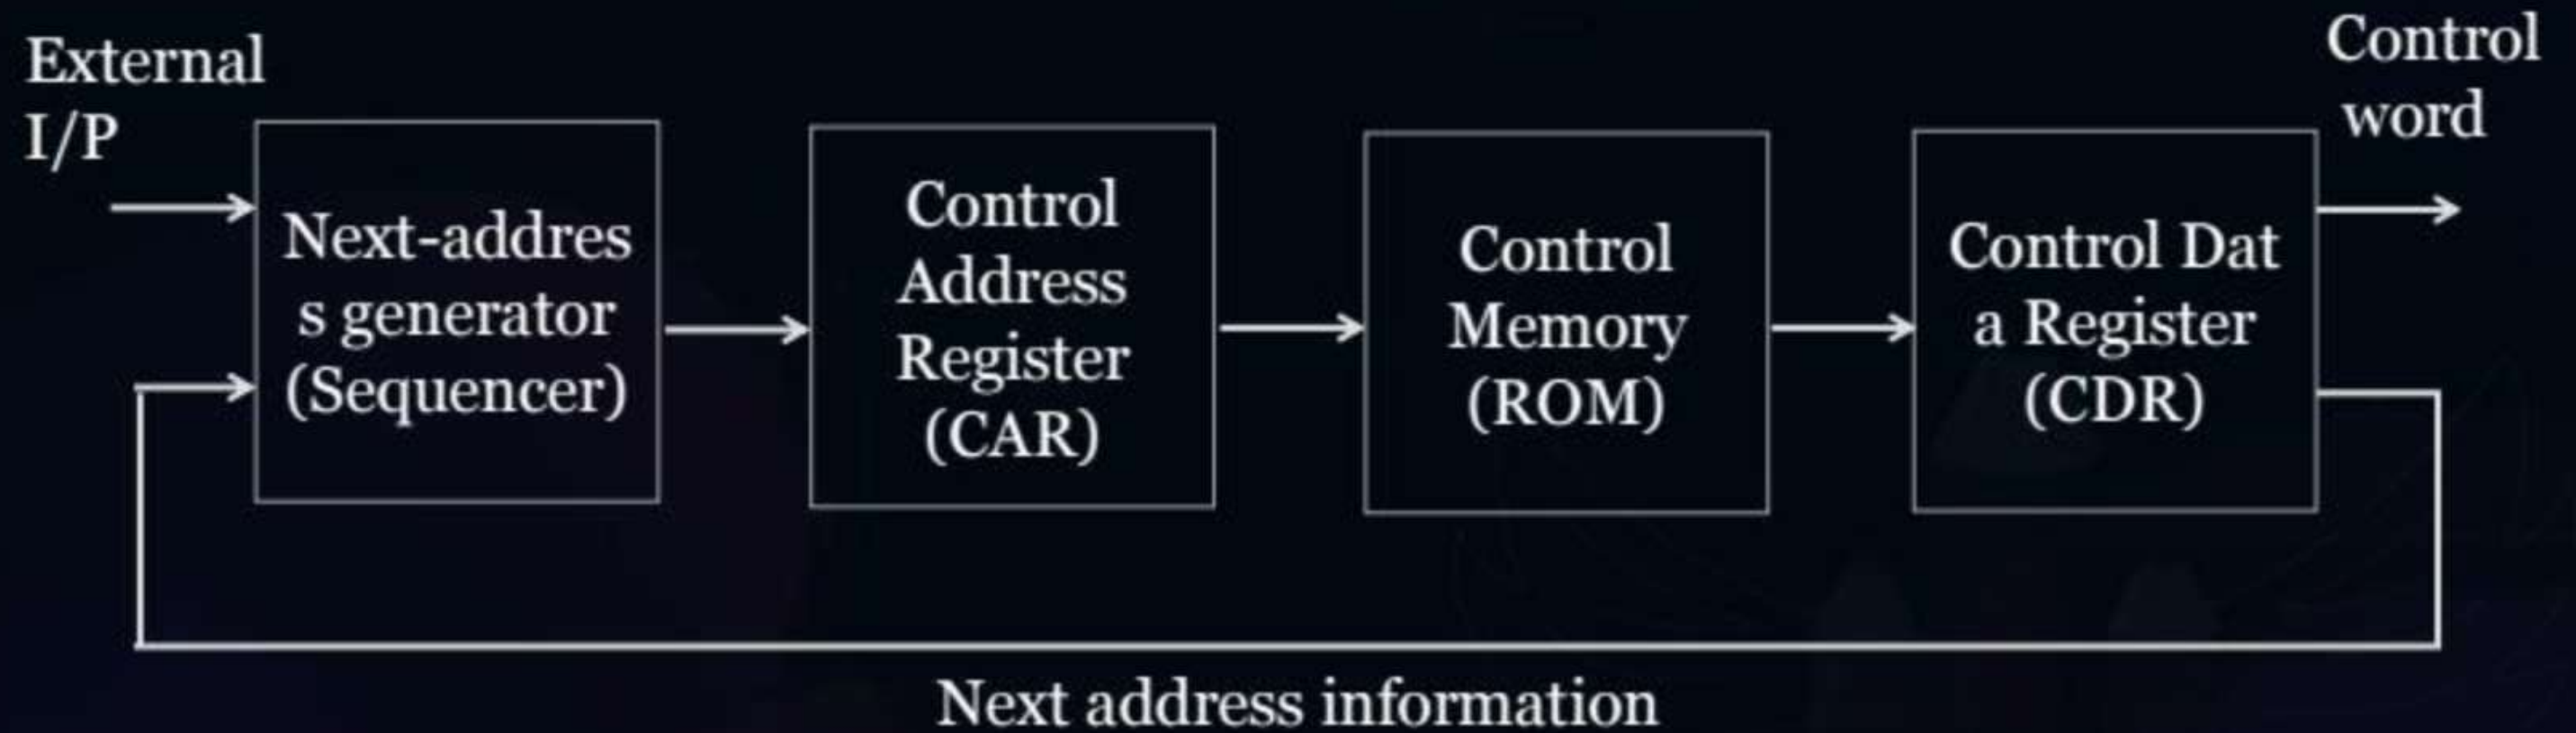 External
I/P
Next-addres
s generator
(Sequencer)
Control
Address
Register
(CAR)
Control
Memory
(ROM)
Control Dat
a Register
(CDR)
Control
word
Next address information